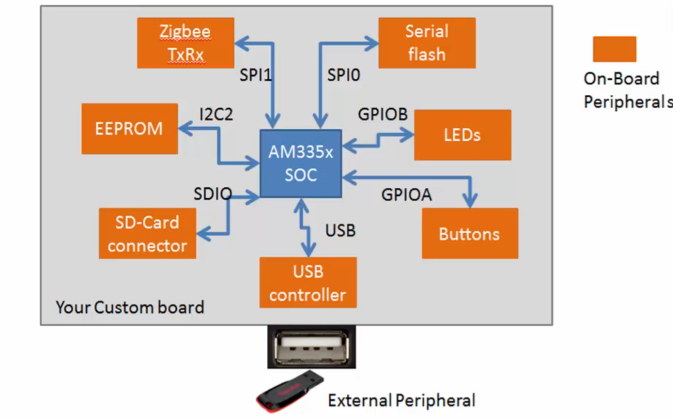 Zigbee
TxRx
Serial
flash
On-Board
Peripherals
SPI1
SPI0
EEPROM
I2C2
GPIOB
LEDs
AM335x
SOC
SDIO
GPIOA
SD-Card
connector
USB
Buttons
USB
controller
Your Custom board
External Peripheral